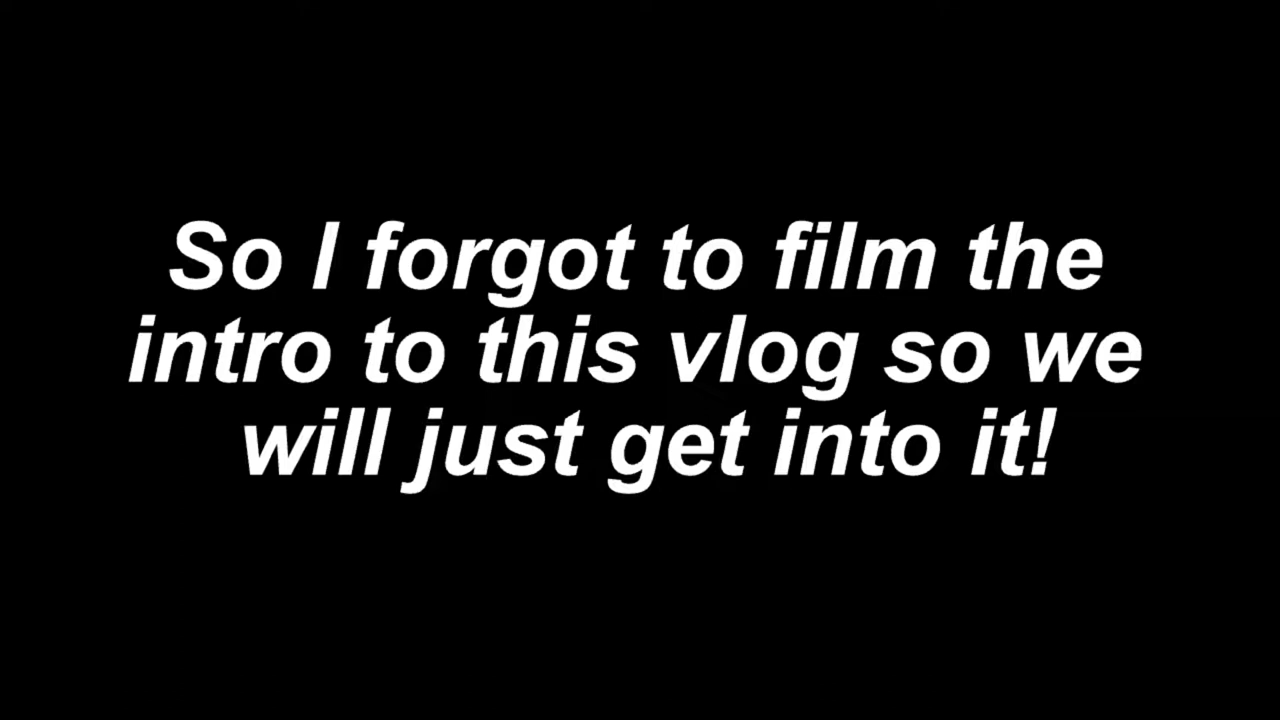 So I forgot to film the
intro to this vlog so we
will just get into it!